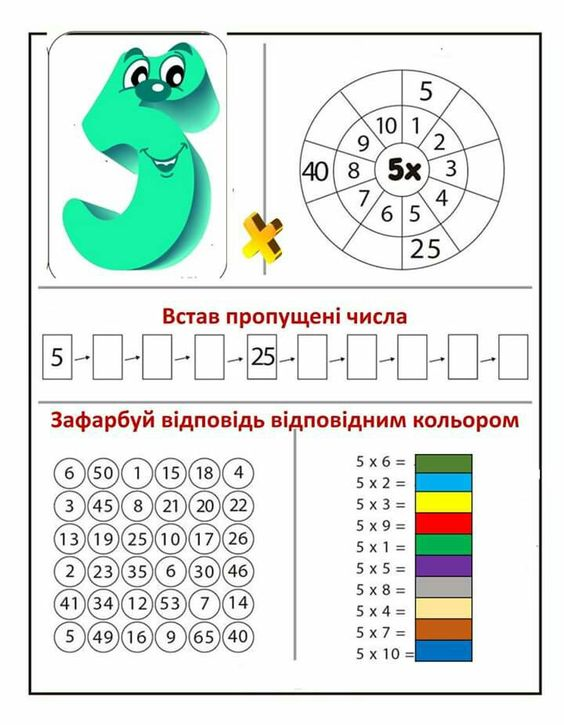 5
10 1
9 2
40 8 5x 3
7 4
6 5
25
Встав пропущені числа
5 → → → → 25 → → → → →
Зафарбуй відповідь відповідним кольором
6 50 1 15 18 4
3 45 8 21 20 22
13 19 25 10 17 26
2 23 35 6 30 46
41 34 12 53 7 14
5 49 16 9 65 40
5 x 6 =
5 x 2 =
5 x 3 =
5 x 9 =
5 x 1 =
5 x 5 =
5 x 8 =
5 x 4 =
5 x 7 =
5 x 10 =